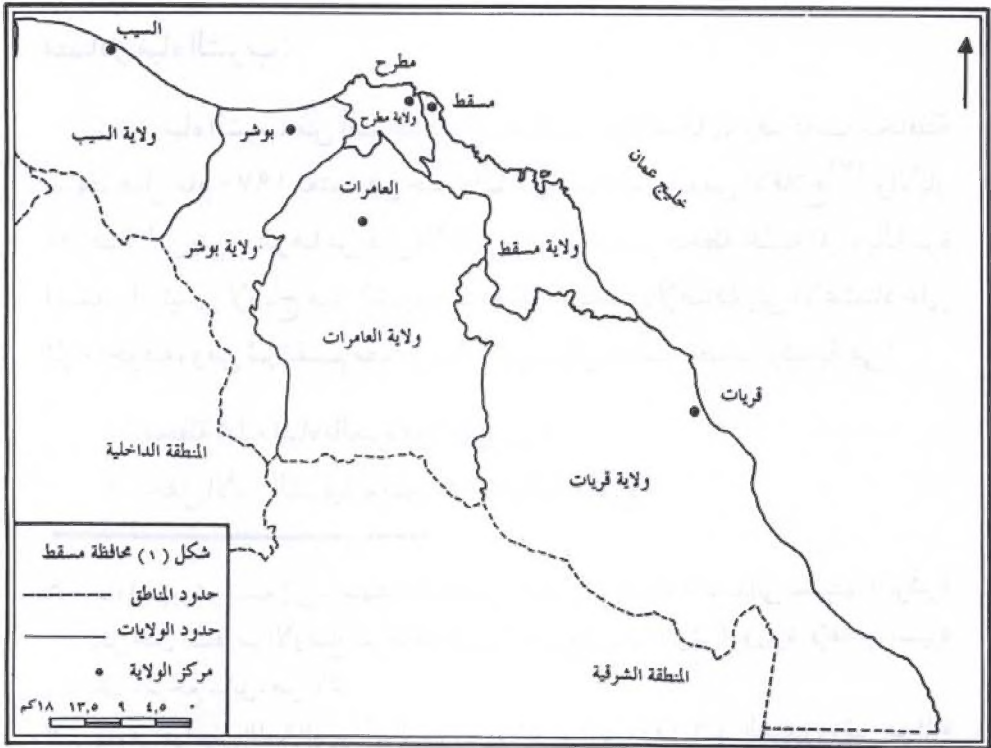 السيب
مطرح
مسقط
ولاية مطرح
بوشر
ولاية السيب
خليج عمان
العامرات
ولاية بوشر
ولاية مسقط
ولاية العامرات
قريات
المنطقة الداخلية
ولاية قريات
المنطقة الشرقية
شكل (١) محافظة مسقط
حدود المناطق
حدود الولايات
مركز الولاية
٠ ٤,٥ ٩ ١٣,٥ ١٨كم